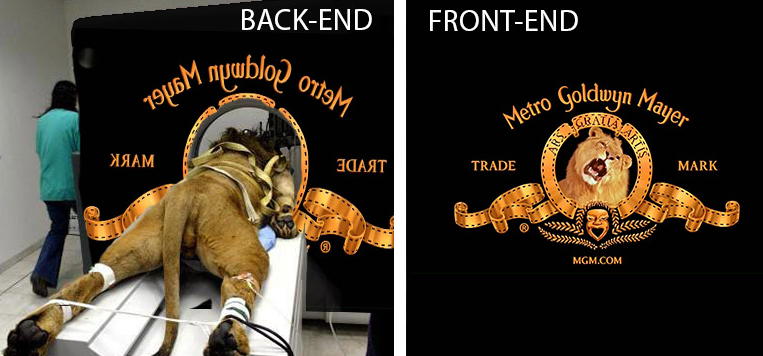 BACK-END
Metro Goldwyn Mayer
MARK
TRADE
®
FRONT-END
Metro Goldwyn Mayer
ARS GRATIA ARTIS
TRADE
MARK
®
MGM.COM